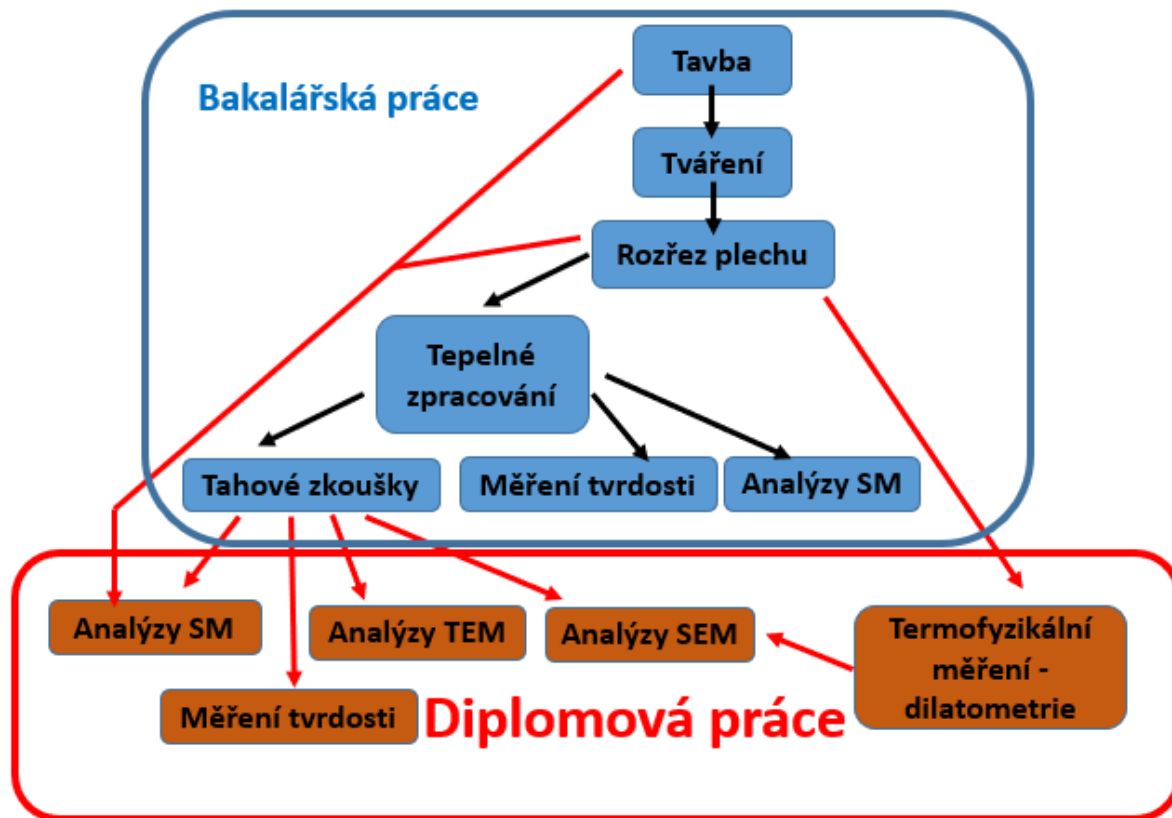 Tavba
Bakalářská práce
Tváření
Rozřez plechu
Tepelné
zpracování
Tahové zkoušky
Měření tvrdosti
Analýzy SM
Analýzy SM
Analýzy TEM
Analýzy SEM
Termofyzikální
měření -
dilatometrie
Měření tvrdosti
Diplomová práce